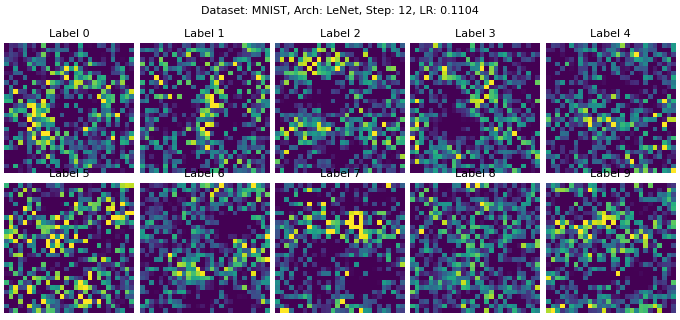 Dataset: MNIST, Arch: LeNet, Step: 12, LR: 0.1104
Label 0 Label 1 Label 2 Label 3 Label 4
Label 5 Label 6 Label 7 Label 8 Label 9